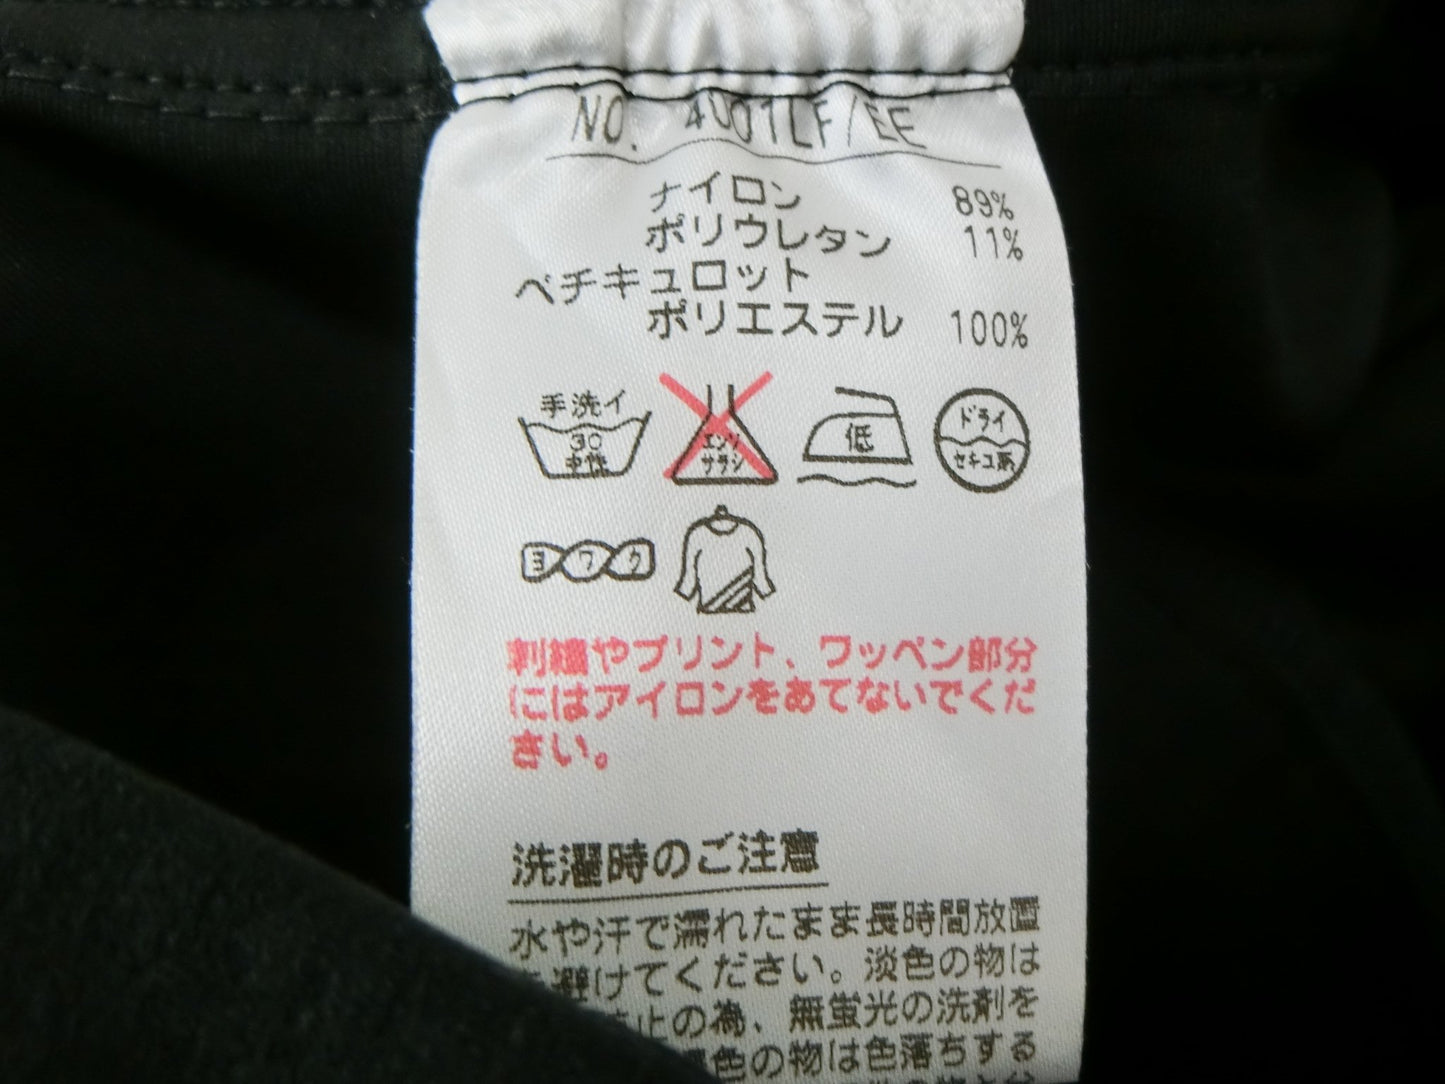 NO. 4001LF/EE
ナイロン 89%
ポリウレタン 11%
ペチキュロット
ポリエステル 100%
手洗イ
30
中性
エンソ
サラシ
低
ドライ
セキユ系
ヨワク
刺繍やプリント、ワッペン部分
にはアイロンをあてないでくだ
さい。
洗濯時のご注意
水や汗で濡れたまま長時間放置
を避けてください。淡色の物は
止の為、無蛍光の洗剤を
濃色の物は色落ちする